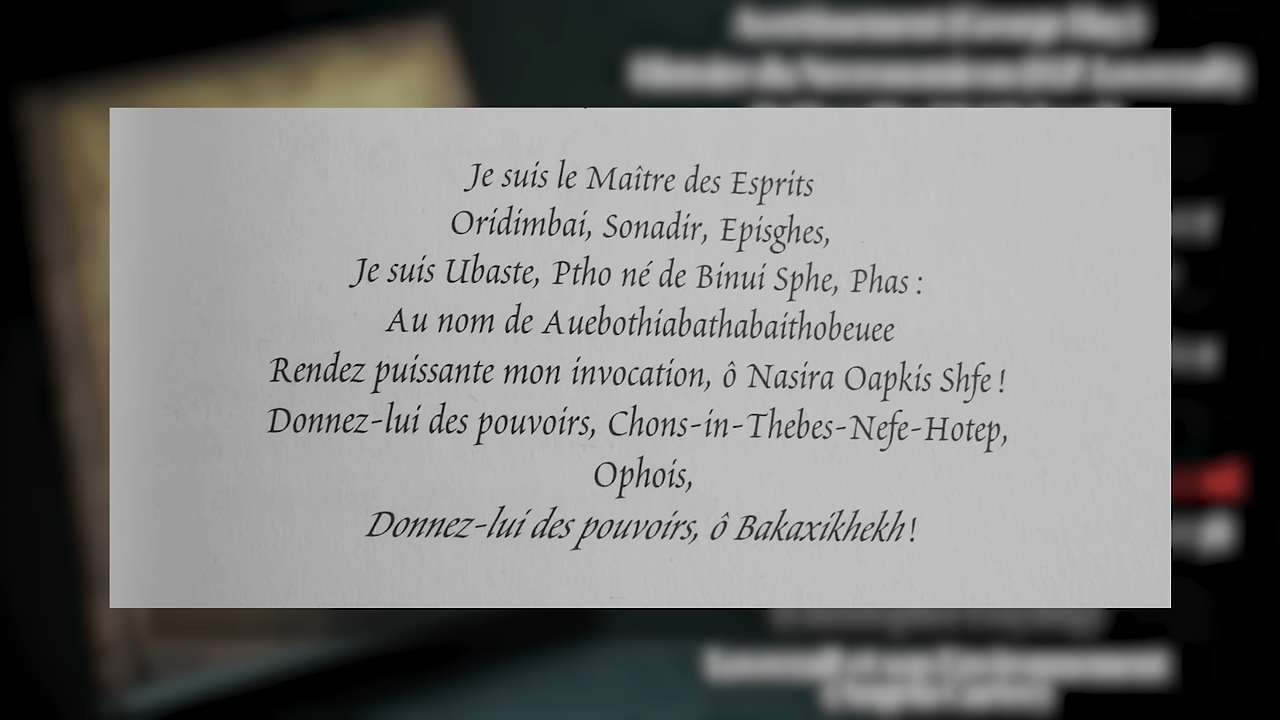 Je suis le Maître des Esprits
Oridimbai, Sonadir, Episghes,
Je suis Ubaste, Ptho né de Binui Sphe, Phas :
Au nom de Auebothiabathabaithobeuee
Rendez puissante mon invocation, ô Nasira Oapkis Shfe !
Donnez-lui des pouvoirs, Chons-in-Thebes-Nefe-Hotep,
Ophois,
Donnez-lui des pouvoirs, ô Bakaxikhekh !